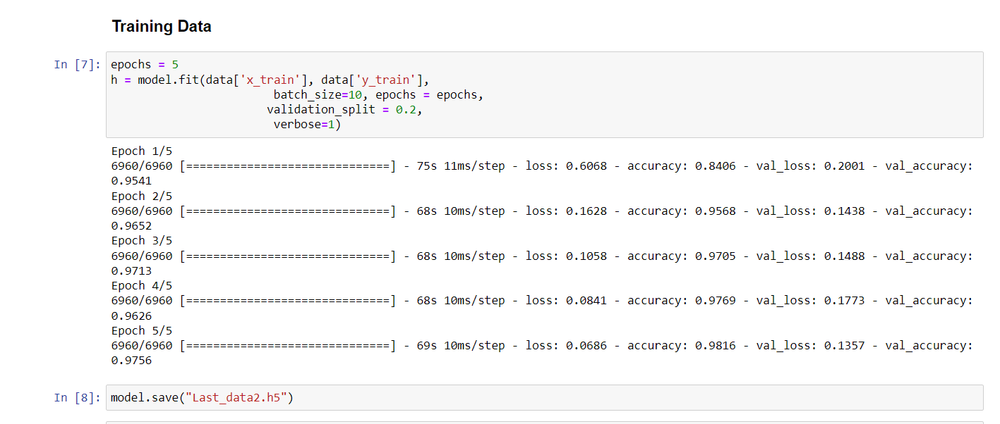 Training Data
In [7]: epochs = 5
h = model.fit(data['x_train'], data['y_train'],
batch_size=10, epochs = epochs,
validation_split = 0.2,
verbose=1)
Epoch 1/5
6960/6960 [==============================] - 75s 11ms/step - loss: 0.6068 - accuracy: 0.8406 - val_loss: 0.2001 - val_accuracy:
0.9541
Epoch 2/5
6960/6960 [==============================] - 68s 10ms/step - loss: 0.1628 - accuracy: 0.9568 - val_loss: 0.1438 - val_accuracy:
0.9652
Epoch 3/5
6960/6960 [==============================] - 68s 10ms/step - loss: 0.1058 - accuracy: 0.9705 - val_loss: 0.1488 - val_accuracy:
0.9713
Epoch 4/5
6960/6960 [==============================] - 68s 10ms/step - loss: 0.0841 - accuracy: 0.9769 - val_loss: 0.1773 - val_accuracy:
0.9626
Epoch 5/5
6960/6960 [==============================] - 69s 10ms/step - loss: 0.0686 - accuracy: 0.9816 - val_loss: 0.1357 - val_accuracy:
0.9756
In [8]: model.save("Last_data2.h5")